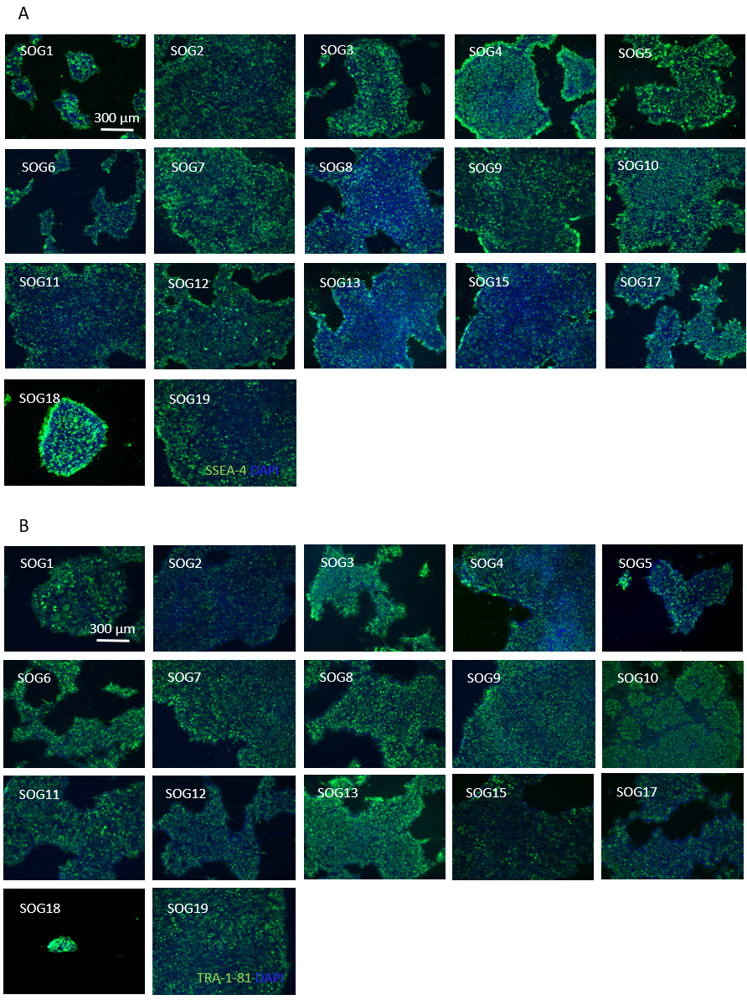 A
SOG1 SOG2 SOG3 SOG4 SOG5
300 µm
SOG6 SOG7 SOG8 SOG9 SOG10
SOG11 SOG12 SOG13 SOG15 SOG17
SOG18 SOG19
SSEA-4 DAPI
B
SOG1 SOG2 SOG3 SOG4 SOG5
300 µm
SOG6 SOG7 SOG8 SOG9 SOG10
SOG11 SOG12 SOG13 SOG15 SOG17
SOG18 SOG19
TRA-1-81 DAPI